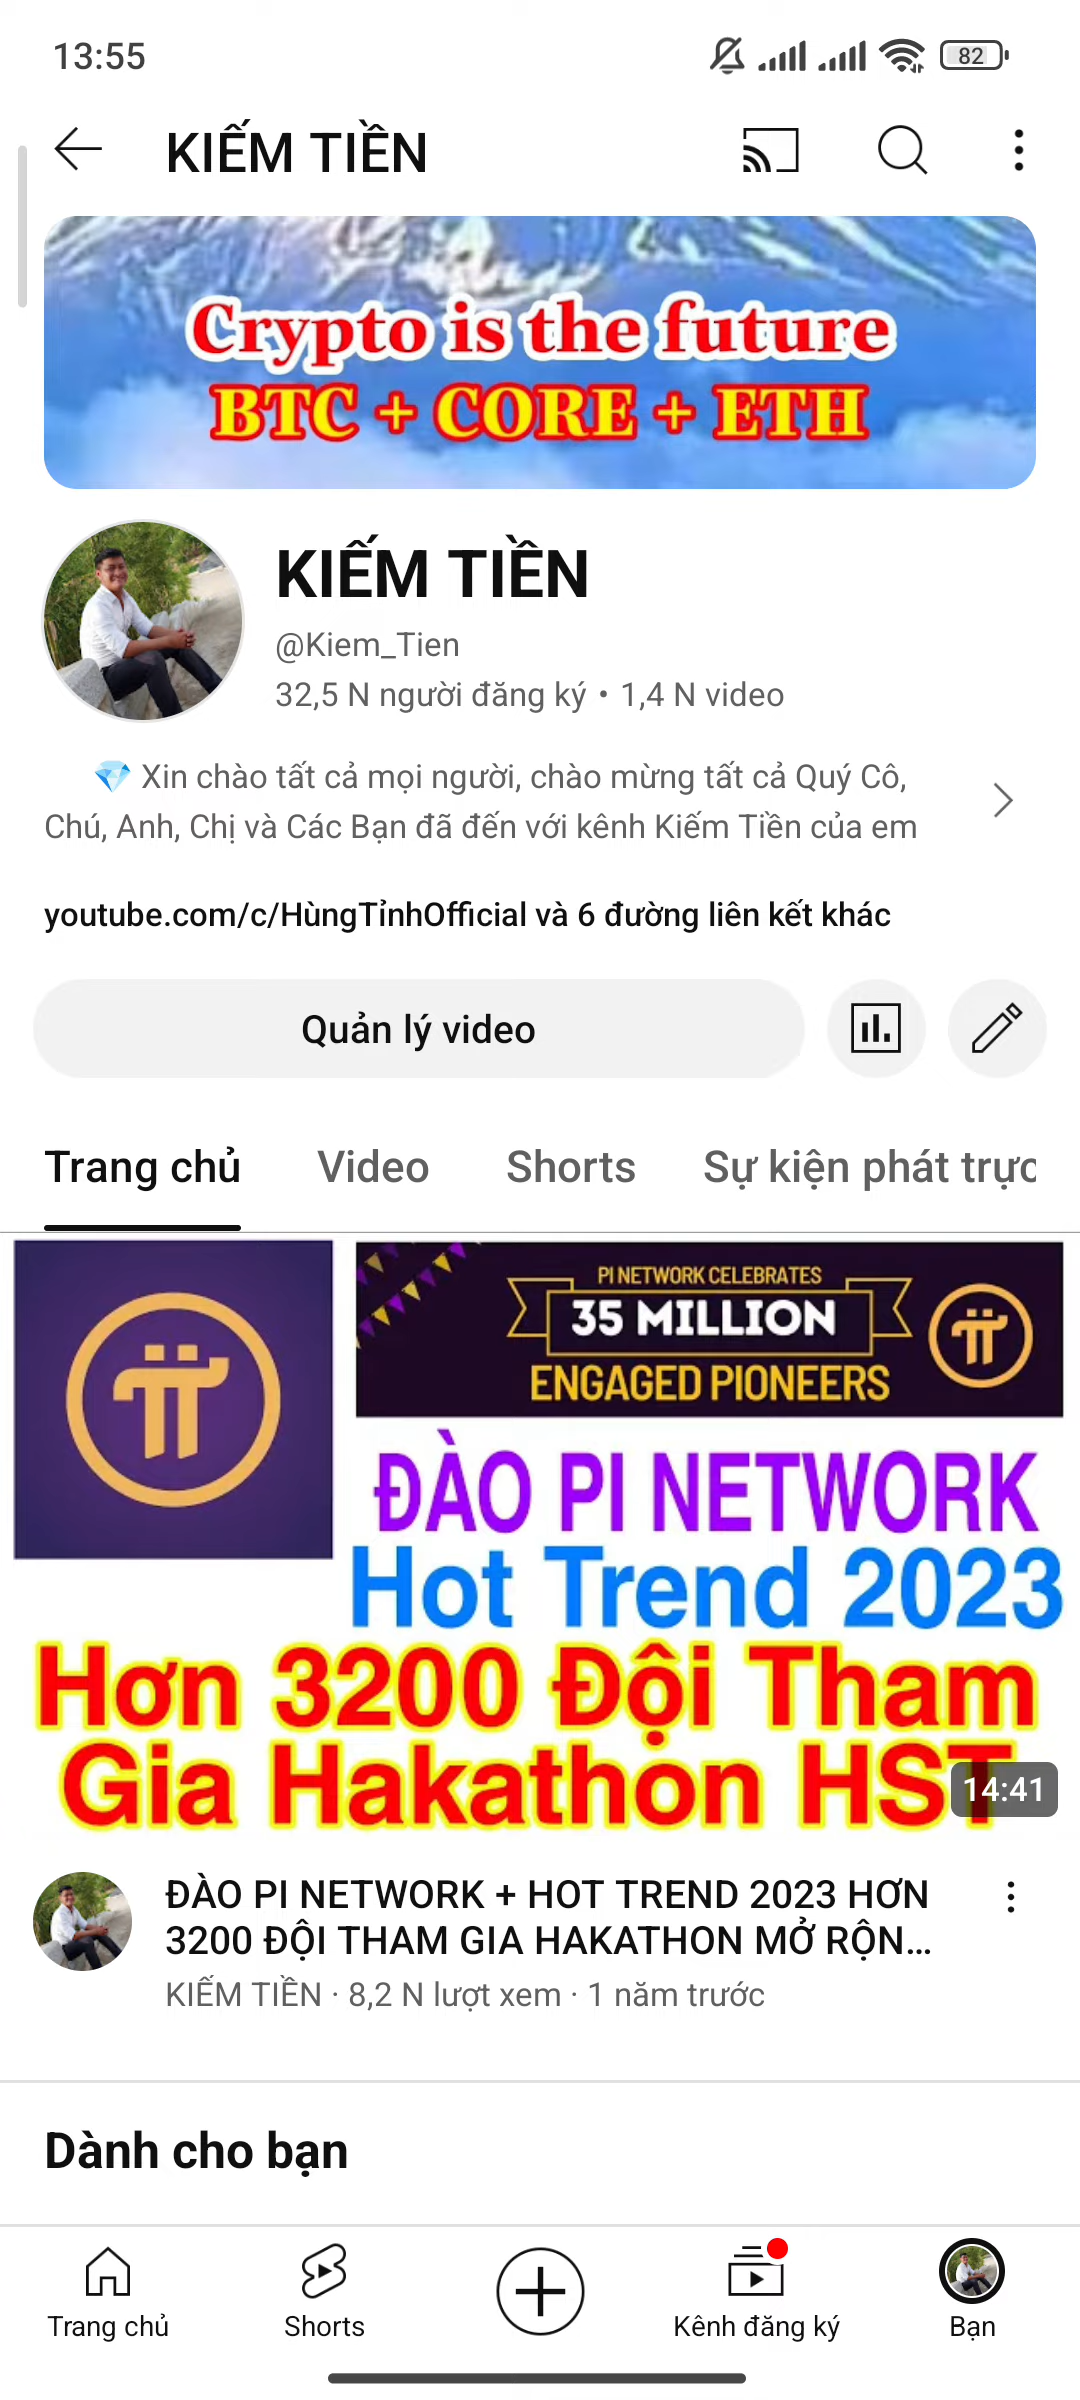 13:55
82
KIẾM TIỀN
Crypto is the future
BTC + CORE + ETH
KIẾM TIỀN
@Kiem_Tien
32,5 N người đăng ký • 1,4 N video
💎 Xin chào tất cả mọi người, chào mừng tất cả Quý Cô,
Chú, Anh, Chị và Các Bạn đã đến với kênh Kiếm Tiền của em
youtube.com/c/HùngTỉnhOfficial và 6 đường liên kết khác
Quản lý video
Trang chủ Video Shorts Sự kiện phát trực
PI NETWORK CELEBRATES
35 MILLION
ENGAGED PIONEERS
ĐÀO PI NETWORK
Hot Trend 2023
Hơn 3200 Đội Tham
Gia Hakathon HST
14:41
ĐÀO PI NETWORK + HOT TREND 2023 HƠN
3200 ĐỘI THAM GIA HAKATHON MỞ RỘN...
KIẾM TIỀN · 8,2 N lượt xem · 1 năm trước
Dành cho bạn
Trang chủ Shorts Kênh đăng ký Bạn